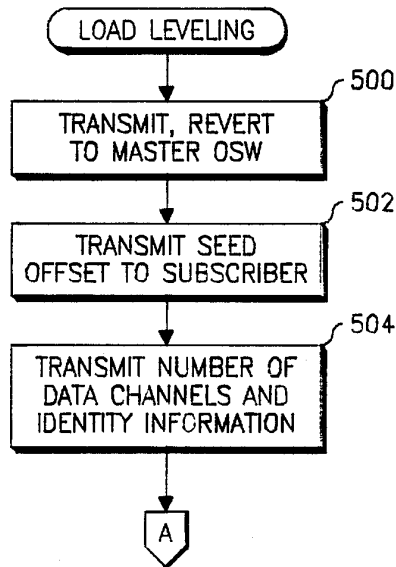 LOAD LEVELING
500
TRANSMIT, REVERT
TO MASTER OSW
502
TRANSMIT SEED
OFFSET TO SUBSCRIBER
504
TRANSMIT NUMBER OF
DATA CHANNELS AND
IDENTITY INFORMATION
A